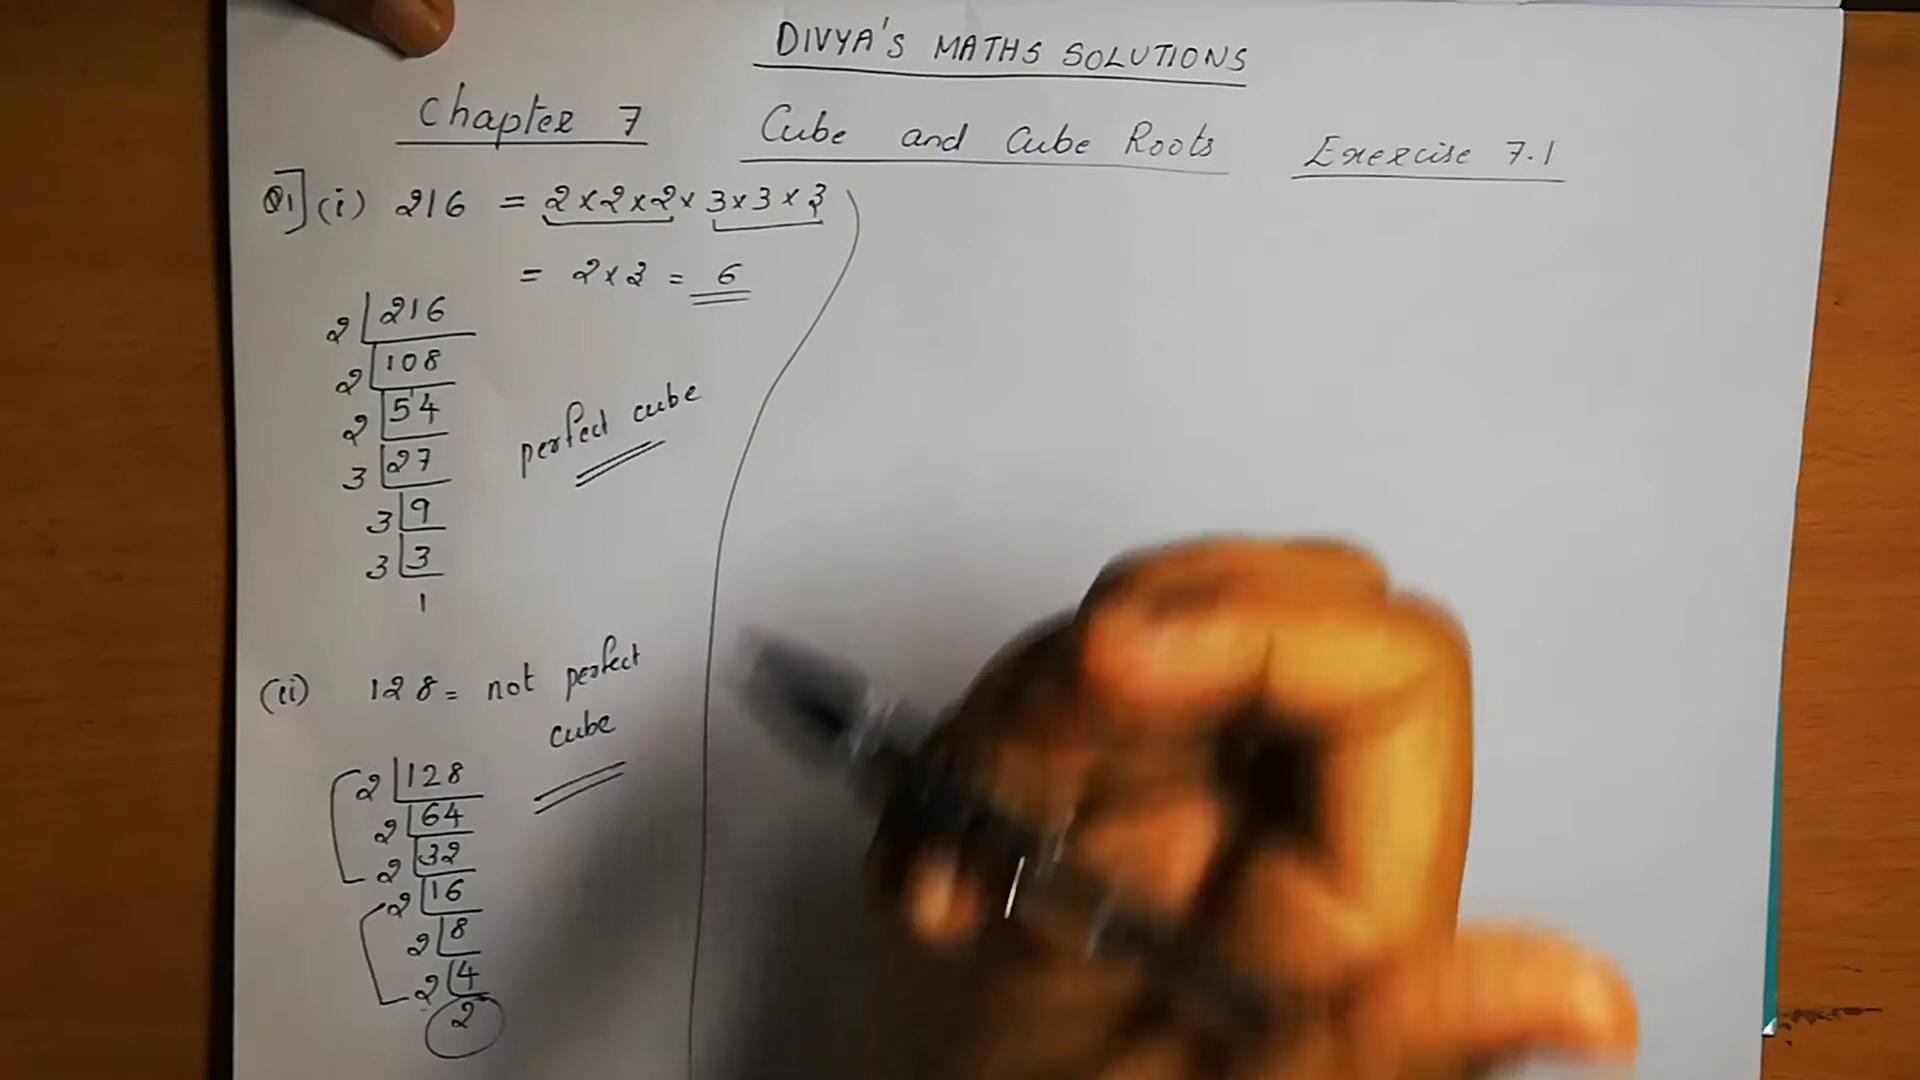 DIVYA'S MATHS SOLUTIONS
Chapter 7 Cube and Cube Roots Exercise 7.1
Q1] (i) 216 = 2×2×2×3×3×3
= 2×3 = 6
2 216
2 108
2 54
3 27
3 9
3 3
1
perfect cube
(ii) 128 = not perfect
cube
2 128
2 64
2 32
2 16
2 8
2 4
2